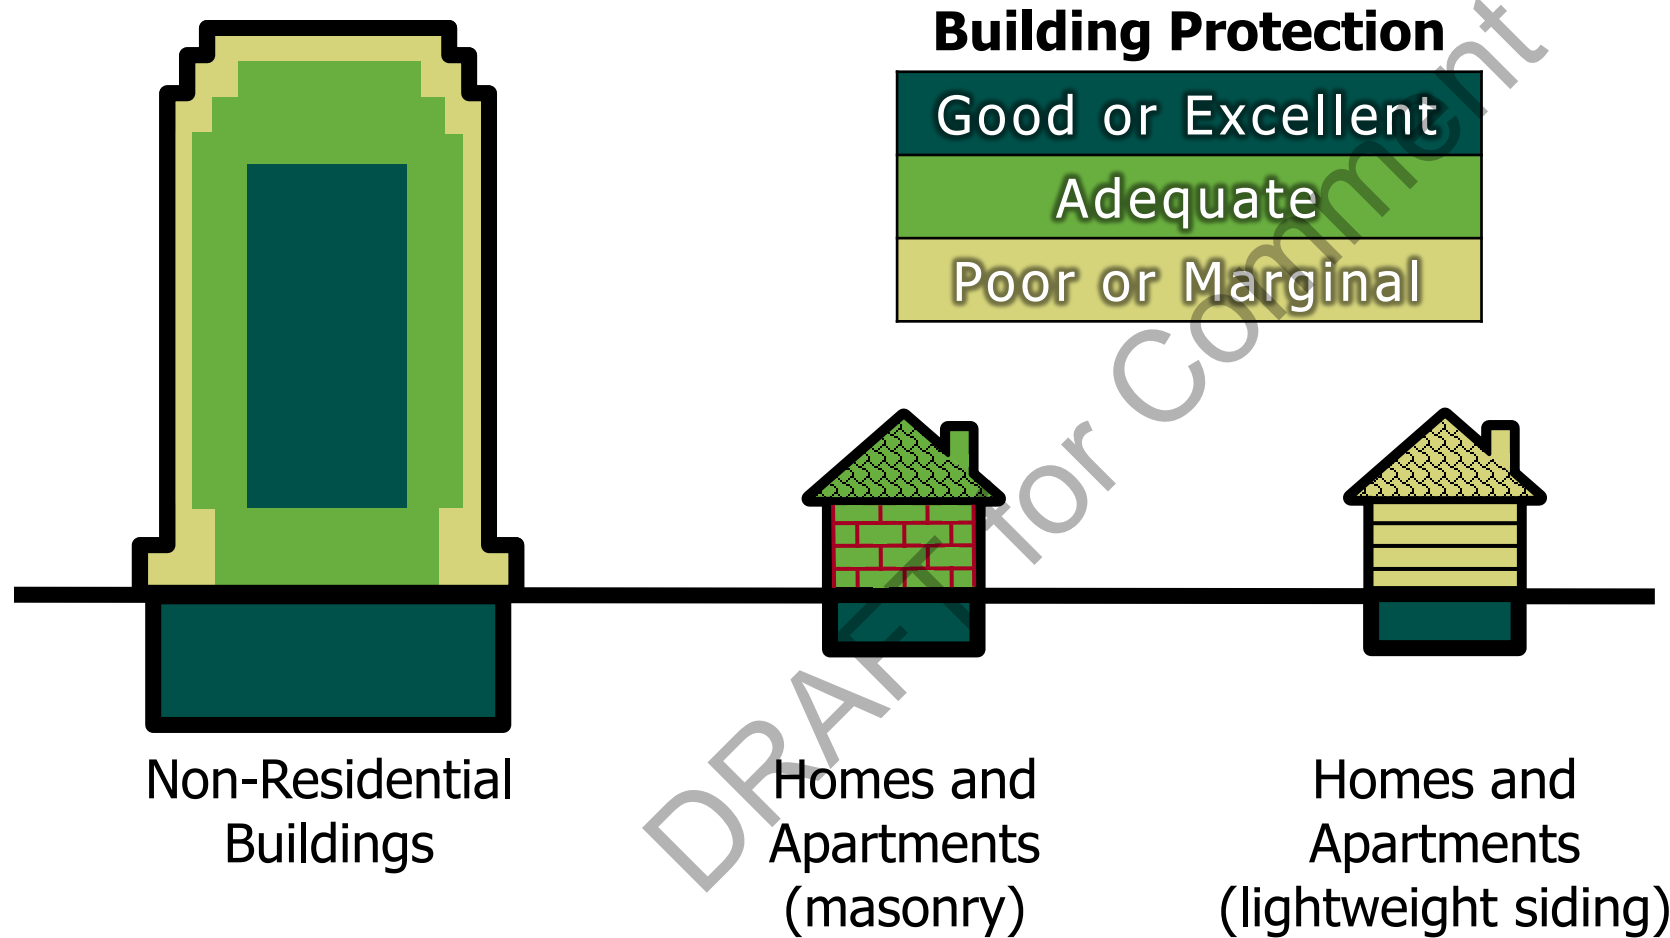 Building Protection
Good or Excellent
Adequate
Poor or Marginal
DRAFT for Comment
Non-Residential
Buildings
Homes and
Apartments
(masonry)
Homes and
Apartments
(lightweight siding)